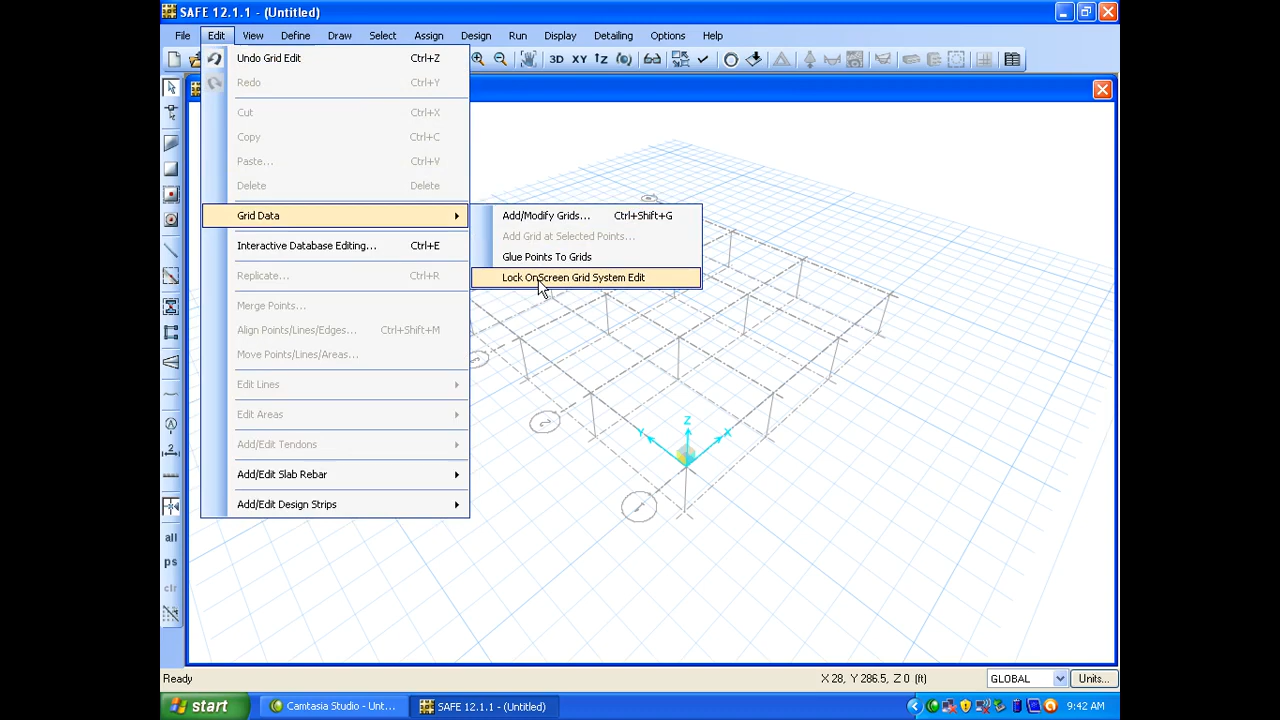 SAFE 12.1.1 - (Untitled)
File Edit View Define Draw Select Assign Design Run Display Detailing Options Help
3D XY
Undo Grid Edit Ctrl+Z
Redo Ctrl+Y
Cut Ctrl+X
Copy Ctrl+C
Paste... Ctrl+V
Delete Delete
Grid Data
Add/Modify Grids... Ctrl+Shift+G
Add Grid at Selected Points...
Glue Points To Grids
Lock OnScreen Grid System Edit
Interactive Database Editing... Ctrl+E
Replicate... Ctrl+R
Merge Points...
Align Points/Lines/Edges... Ctrl+Shift+M
Move Points/Lines/Areas...
Edit Lines
Edit Areas
Add/Edit Tendons
Add/Edit Slab Rebar
Add/Edit Design Strips
3
2
1
Z
Y X
all
ps
clr
Ready X 28, Y 286.5, Z 0 (ft) GLOBAL Units...
start Camtasia Studio - Unt... SAFE 12.1.1 - (Untitled) 9:42 AM